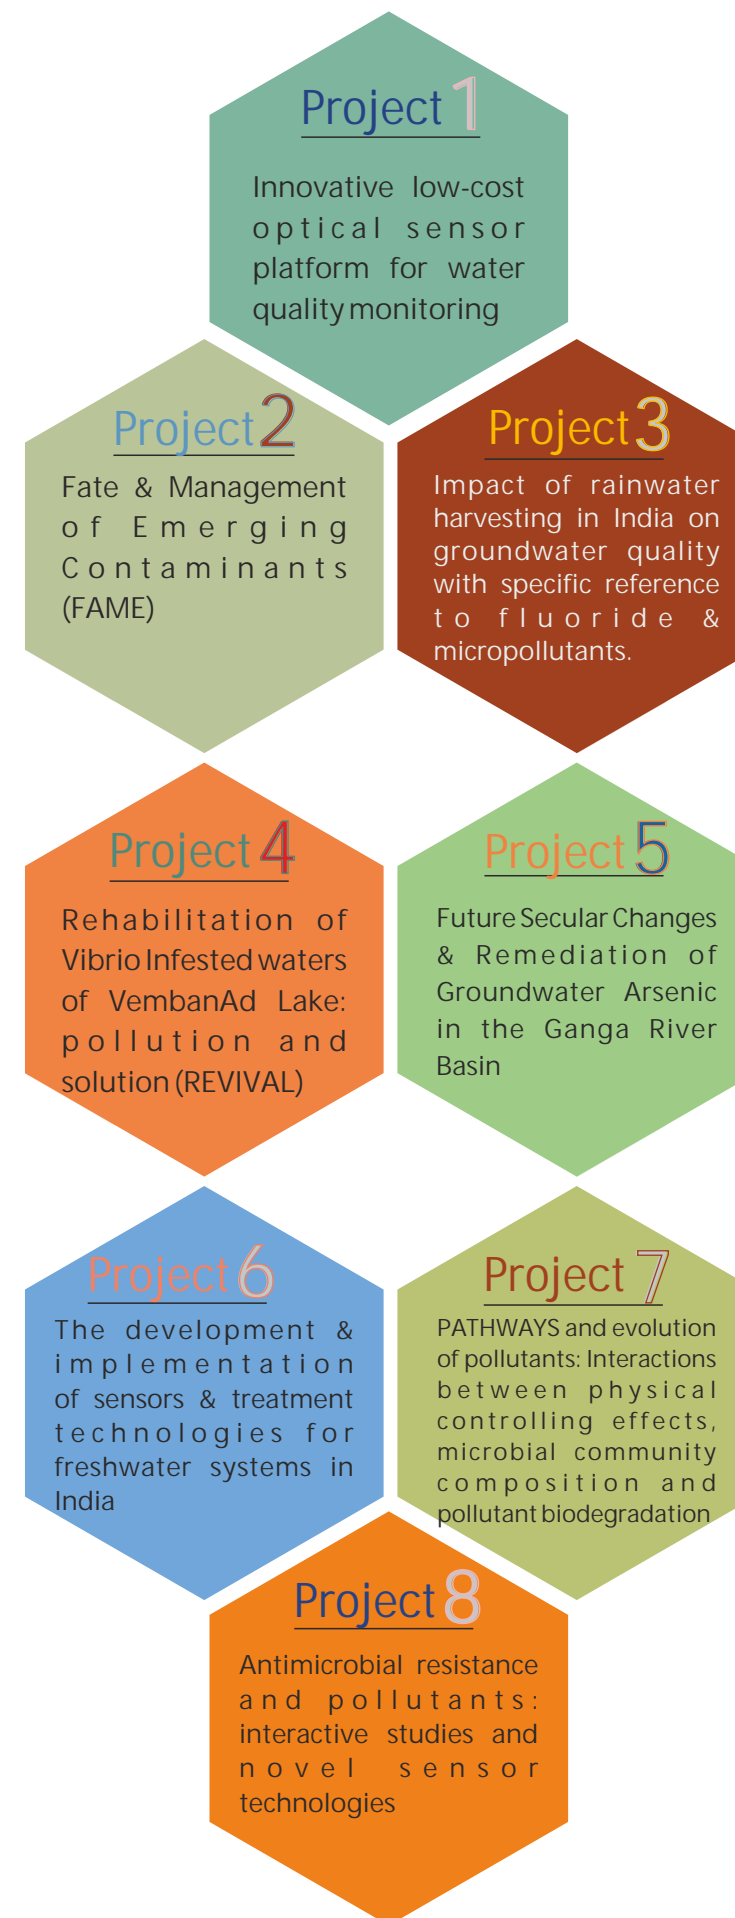 Project 1
Innovative low-cost
optical sensor
platform for water
quality monitoring
Project 2
Fate & Management
of Emerging
Contaminants
(FAME)
Project 3
Impact of rainwater
harvesting in India on
groundwater quality
with specific reference
to fluoride &
micropollutants.
Project 4
Rehabilitation of
Vibrio Infested waters
of VembanAd Lake:
pollution and
solution (REVIVAL)
Project 5
Future Secular Changes
& Remediation of
Groundwater Arsenic
in the Ganga River
Basin
Project 6
The development &
implementation
of sensors & treatment
technologies for
freshwater systems in
India
Project 7
PATHWAYS and evolution
of pollutants: Interactions
between physical
controlling effects,
microbial community
composition and
pollutant biodegradation
Project 8
Antimicrobial resistance
and pollutants:
interactive studies and
novel sensor
technologies